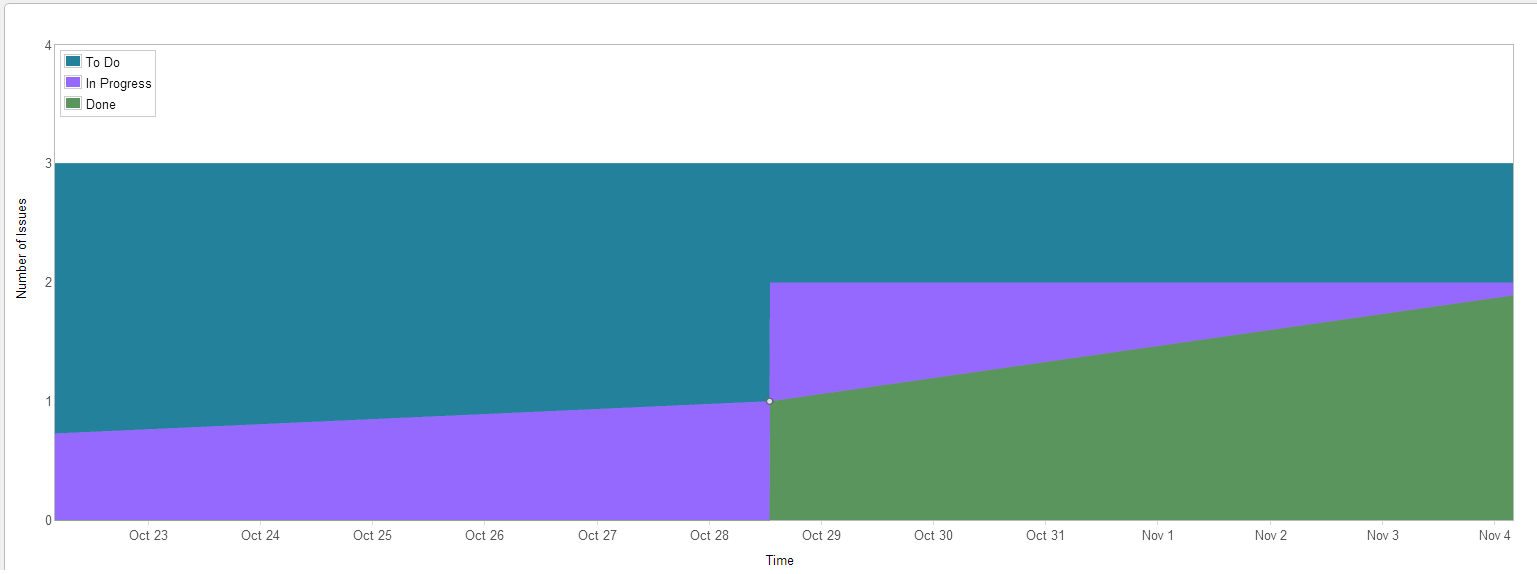 4
To Do
In Progress
Done
3
2
1
0
Number of Issues
Oct 23 Oct 24 Oct 25 Oct 26 Oct 27 Oct 28 Oct 29 Oct 30 Oct 31 Nov 1 Nov 2 Nov 3 Nov 4
Time